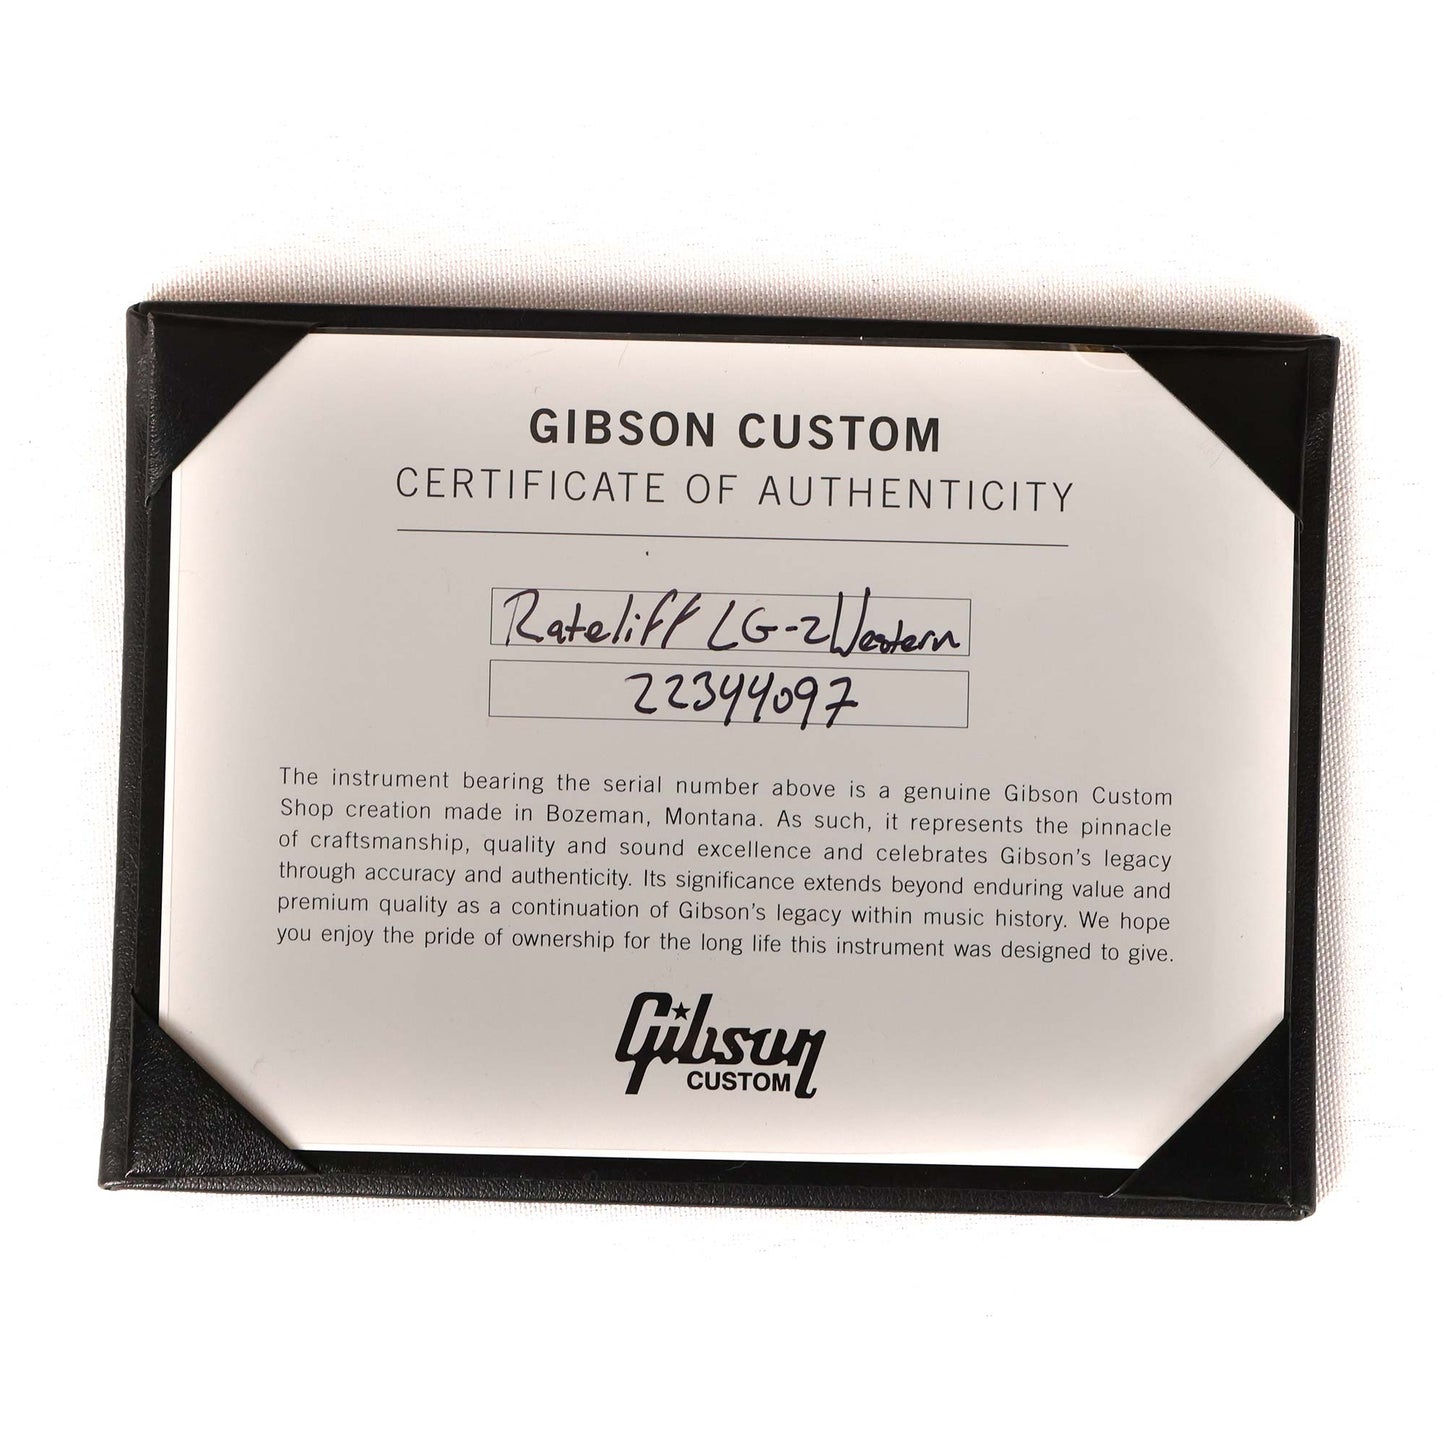 GIBSON CUSTOM
CERTIFICATE OF AUTHENTICITY
Rateliff LG-2 Western
22344097
The instrument bearing the serial number above is a genuine Gibson Custom
Shop creation made in Bozeman, Montana. As such, it represents the pinnacle
of craftsmanship, quality and sound excellence and celebrates Gibson's legacy
through accuracy and authenticity. Its significance extends beyond enduring value and
premium quality as a continuation of Gibson's legacy within music history. We hope
you enjoy the pride of ownership for the long life this instrument was designed to give.
Gibson
CUSTOM